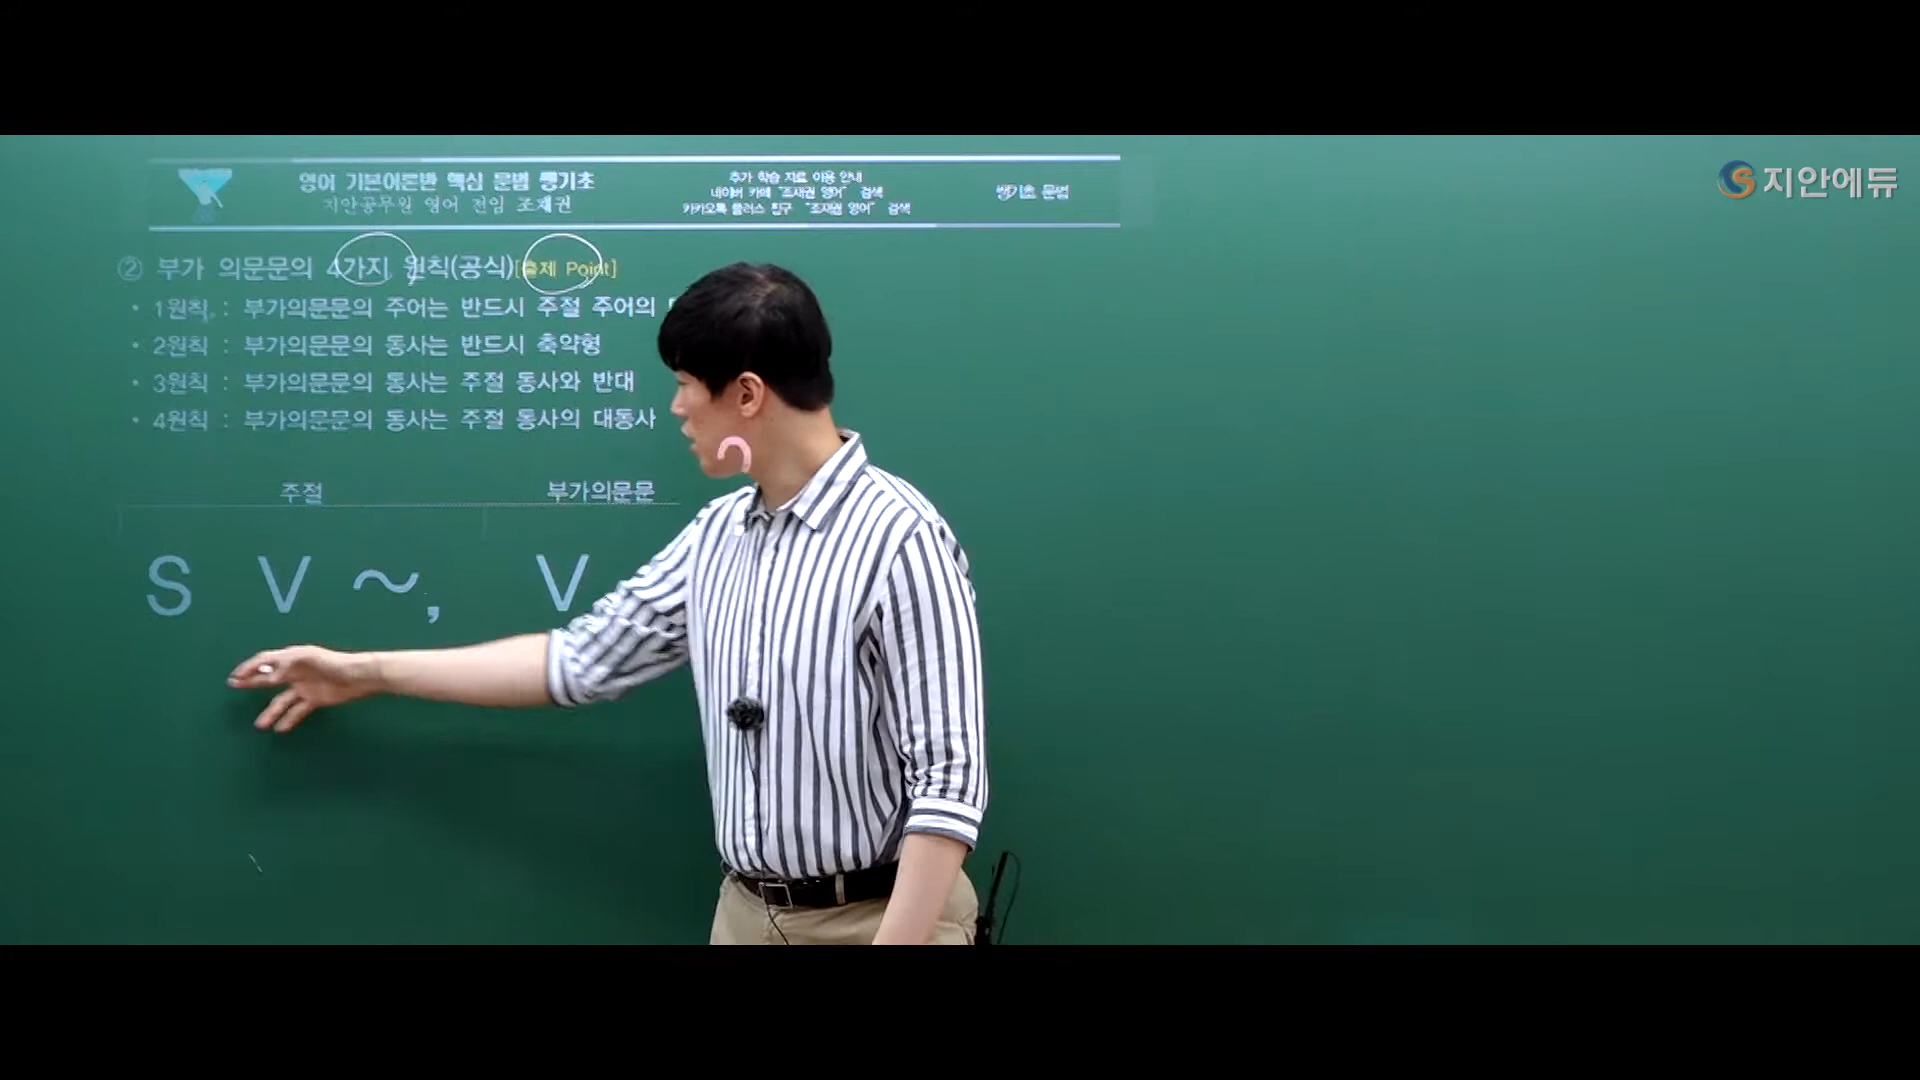 지안에듀
영어 기본이론반 핵심 문법 쌩기초
지안공무원 영어 전임 조재권
추가 학습 자료 이용 안내
네이버 카페 "조재권 영어" 검색
카카오톡 플러스 친구 "조재권 영어" 검색
쌩기초 문법
② 부가 의문문의 4가지 원칙(공식)[출제 Point]
• 1원칙 : 부가의문문의 주어는 반드시 주절 주어의
• 2원칙 : 부가의문문의 동사는 반드시 축약형
• 3원칙 : 부가의문문의 동사는 주절 동사와 반대
• 4원칙 : 부가의문문의 동사는 주절 동사의 대동사
주절 부가의문문
S V ~, V